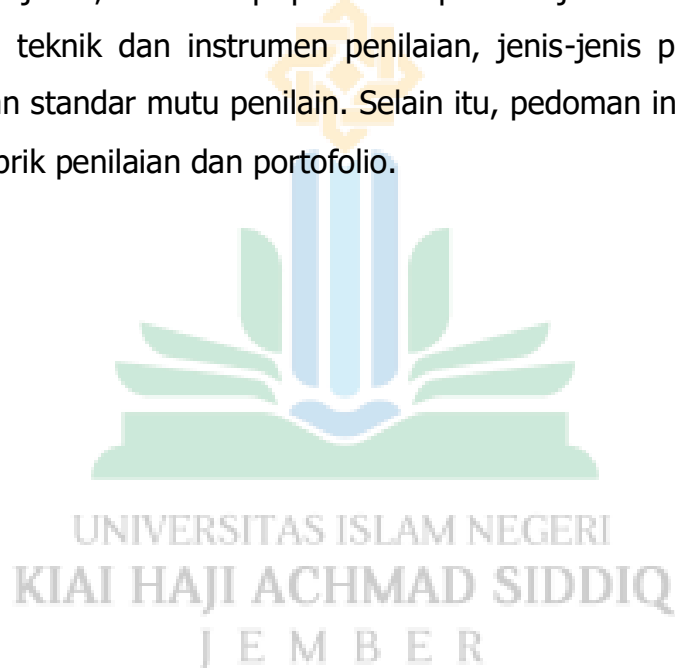 teknik dan instrumen penilaian, jenis-jenis p
n standar mutu penilain. Selain itu, pedoman in
brik penilaian dan portofolio.
UNIVERSITAS ISLAM NEGERI
KIAI HAJI ACHMAD SIDDIQ
J E M B E R